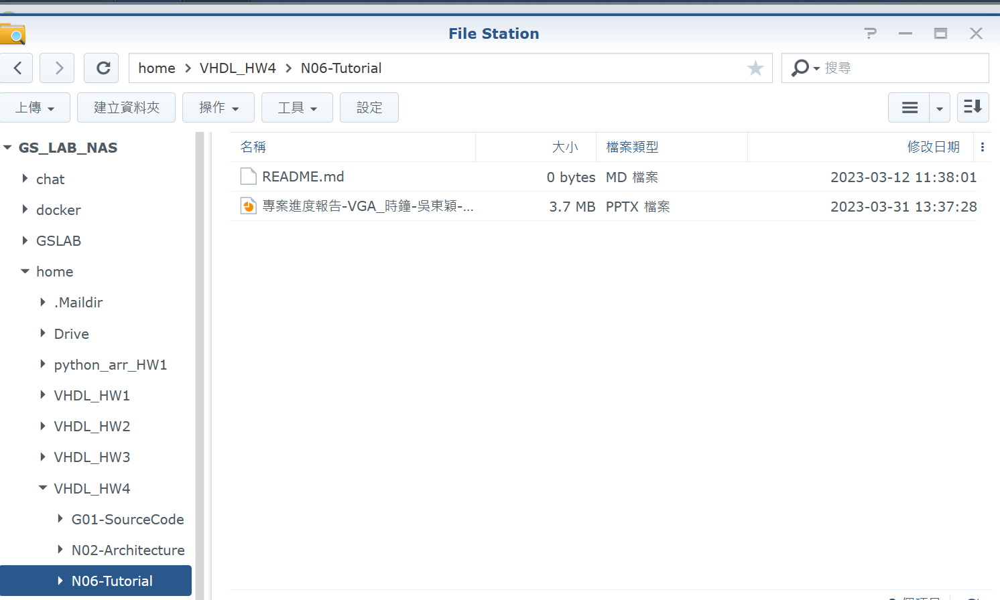 File Station
home > VHDL_HW4 > N06-Tutorial
搜尋
上傳 建立資料夾 操作 工具 設定
GS_LAB_NAS
chat
docker
GSLAB
home
.Maildir
Drive
python_arr_HW1
VHDL_HW1
VHDL_HW2
VHDL_HW3
VHDL_HW4
G01-SourceCode
N02-Architecture
N06-Tutorial
名稱 大小 檔案類型 修改日期
README.md 0 bytes MD 檔案 2023-03-12 11:38:01
專案進度報告-VGA_時鐘-吳東穎-... 3.7 MB PPTX 檔案 2023-03-31 13:37:28